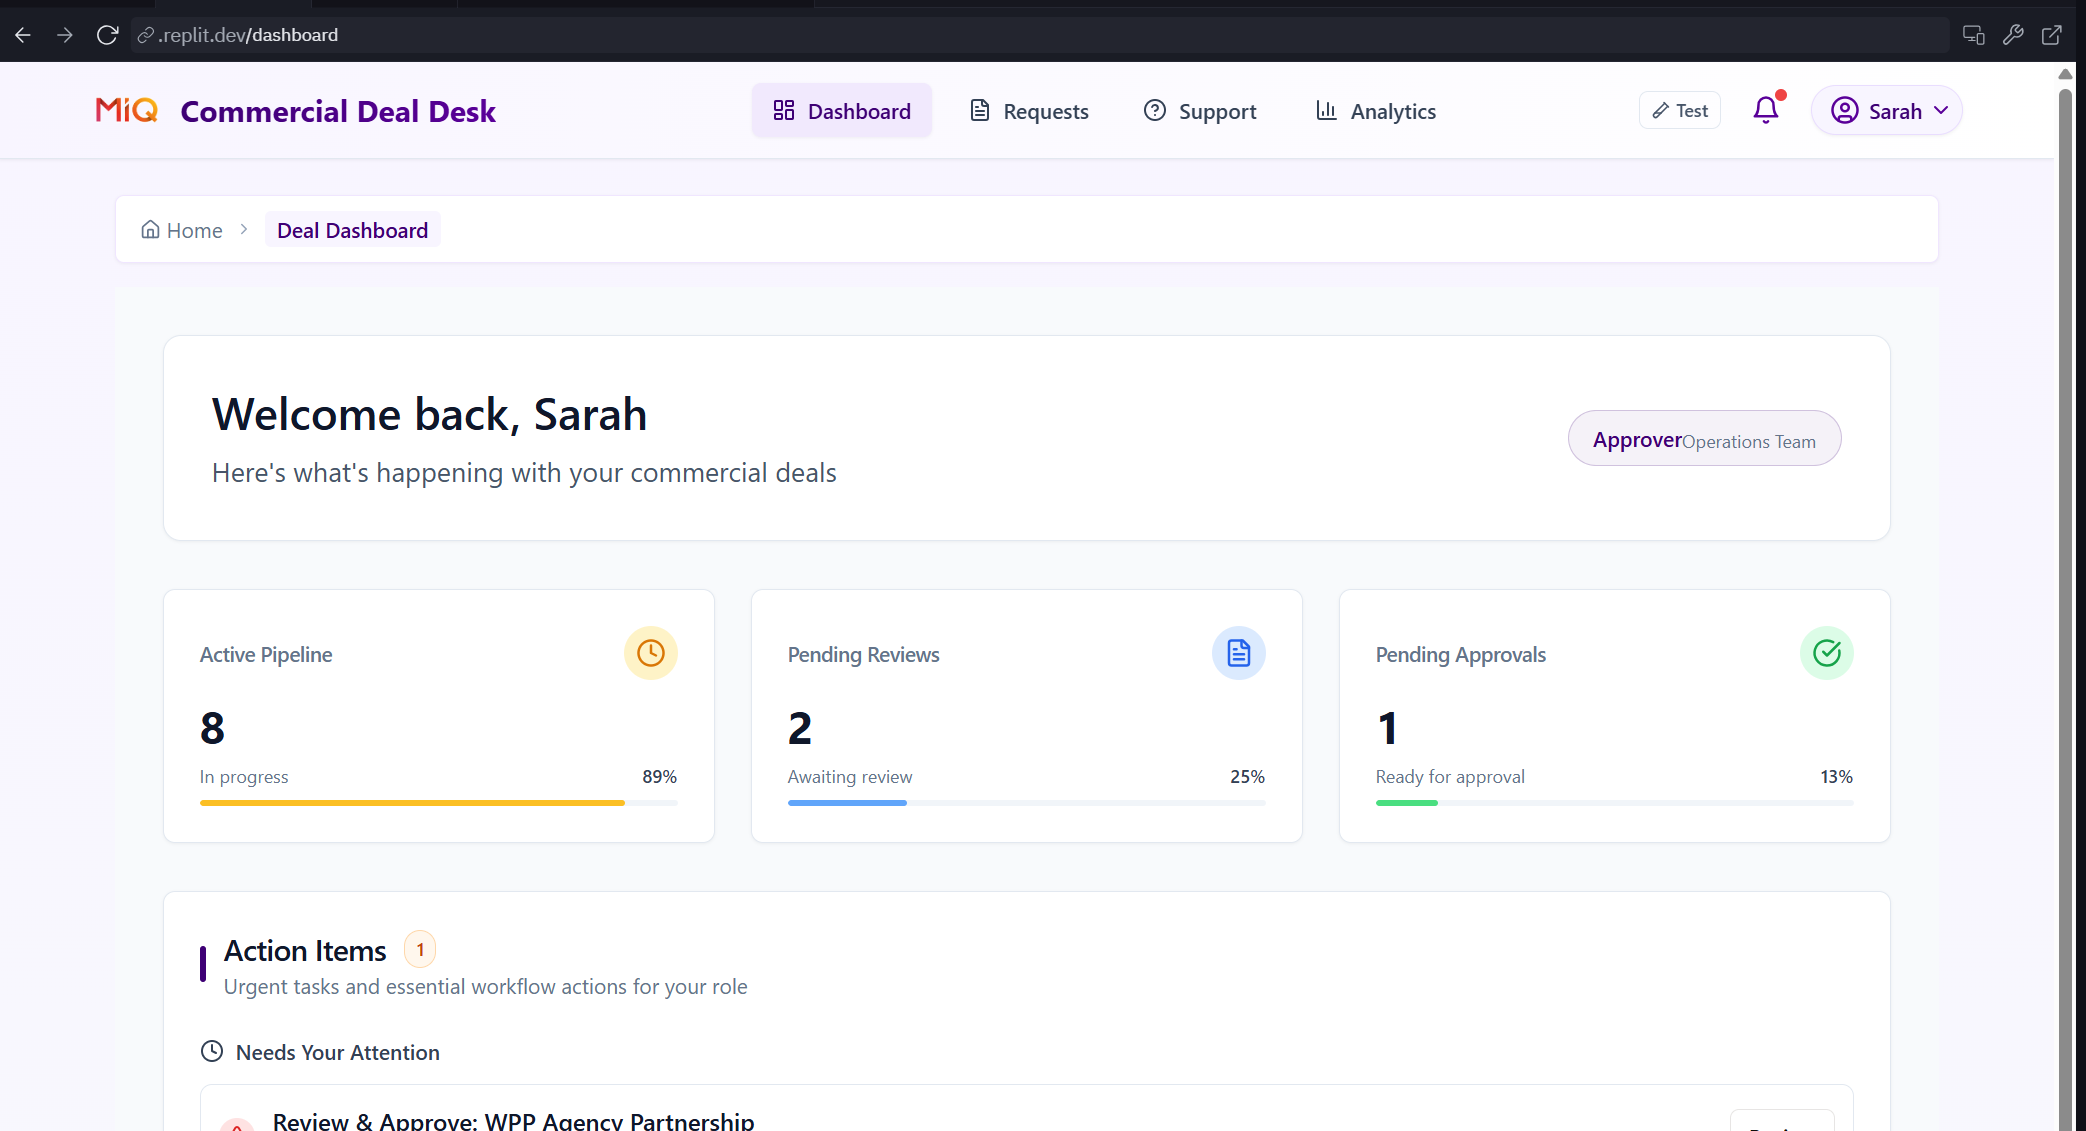 .replit.dev/dashboard
MiQ Commercial Deal Desk
Dashboard
Requests
Support
Analytics
Test
Sarah
Home
Deal Dashboard
Welcome back, Sarah
Here's what's happening with your commercial deals
Approver Operations Team
Active Pipeline
8
In progress
89%
Pending Reviews
2
Awaiting review
25%
Pending Approvals
1
Ready for approval
13%
Action Items 1
Urgent tasks and essential workflow actions for your role
Needs Your Attention
Review & Approve: WPP Agency Partnership